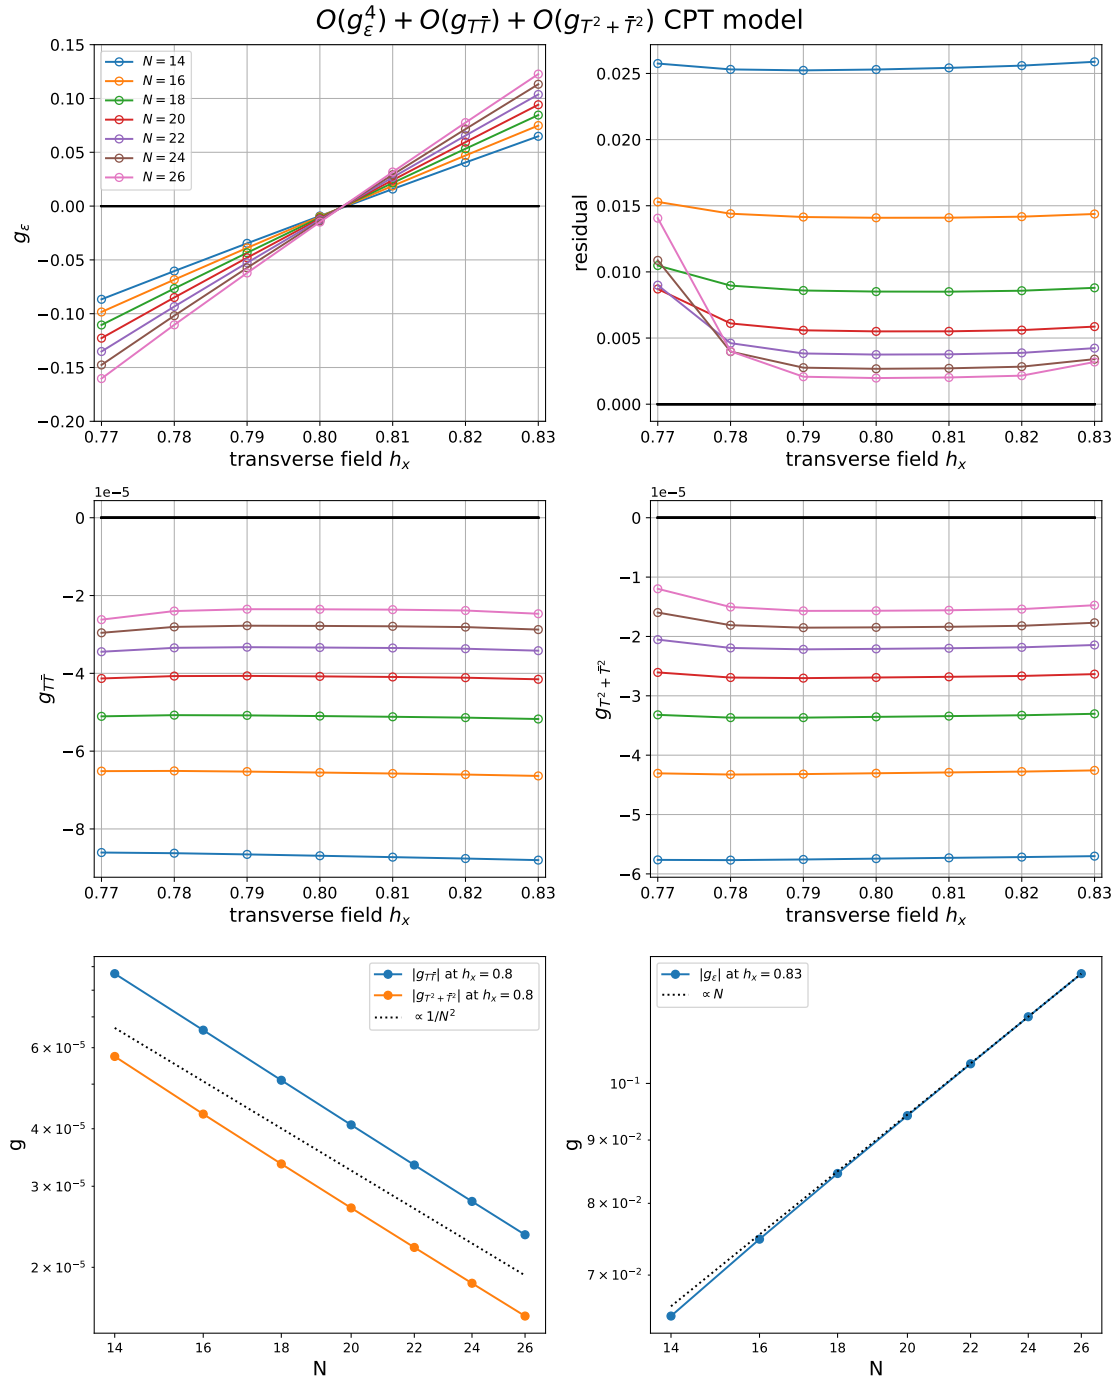 O(g_ε^4) + O(g_{TT̄}) + O(g_{T²+T̄²}) CPT model
0.15
0.10
0.05
0.00
−0.05
−0.10
−0.15
−0.20
g_ε
N = 14
N = 16
N = 18
N = 20
N = 22
N = 24
N = 26
0.77 0.78 0.79 0.80 0.81 0.82 0.83
transverse field h_x
0.025
0.020
0.015
0.010
0.005
0.000
residual
0.77 0.78 0.79 0.80 0.81 0.82 0.83
transverse field h_x
1e−5
0
−2
−4
−6
−8
g_{TT̄}
0.77 0.78 0.79 0.80 0.81 0.82 0.83
transverse field h_x
1e−5
0
−1
−2
−3
−4
−5
−6
g_{T²+T̄²}
0.77 0.78 0.79 0.80 0.81 0.82 0.83
transverse field h_x
|g_{TT̄}| at h_x = 0.8
|g_{T²+T̄²}| at h_x = 0.8
∝ 1/N²
6 × 10⁻⁵
4 × 10⁻⁵
3 × 10⁻⁵
2 × 10⁻⁵
g
14 16 18 20 22 24 26
N
|g_ε| at h_x = 0.83
∝ N
10⁻¹
9 × 10⁻²
8 × 10⁻²
7 × 10⁻²
g
14 16 18 20 22 24 26
N